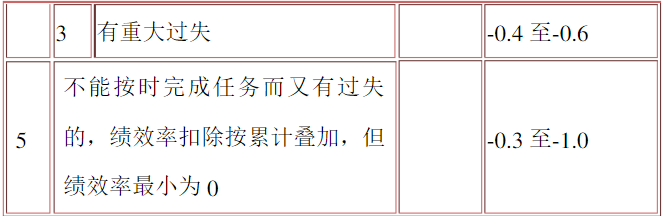 3 有重大过失 -0.4 至-0.6
不能按时完成任务而又有过失
5 的，绩效率扣除按累计叠加，但 -0.3 至-1.0
绩效率最小为 0